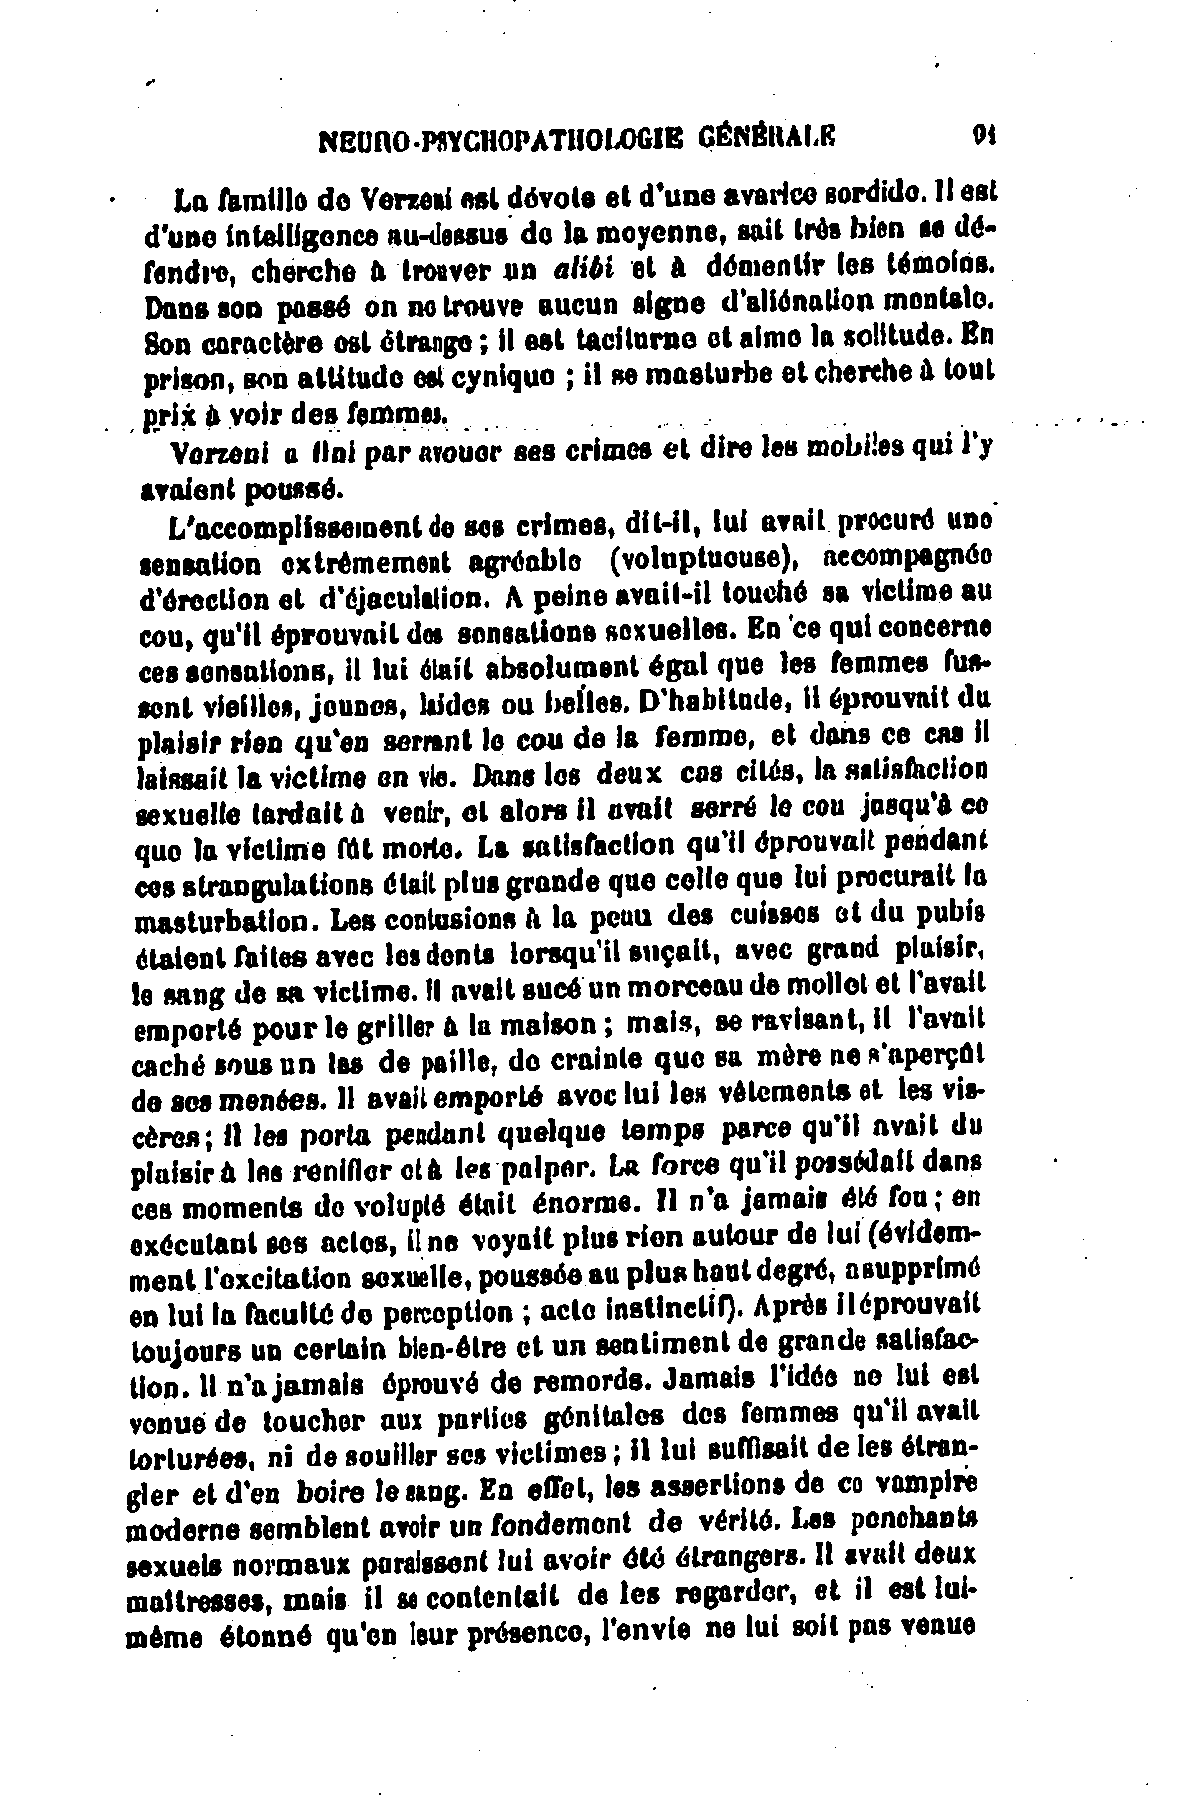 NEURO-PSYCHOPATHOLOGIE GÉNÉRALE 91
La famille de Verzeni est dévote et d'une avarice sordide. Il est
d'une intelligence au-dessus de la moyenne, sait très bien se dé-
fendre, cherche à trouver un alibi et à démentir les témoins.
Dans son passé on ne trouve aucun signe d'aliénation mentale.
Son caractère est étrange ; il est taciturne et aime la solitude. En
prison, son attitude est cynique ; il se masturbe et cherche à tout
prix à voir des femmes.
Verzeni a fini par avouer ses crimes et dire les mobiles qui l'y
avaient poussé.
L'accomplissement de ses crimes, dit-il, lui avait procuré une
sensation extrêmement agréable (voluptueuse), accompagnée
d'érection et d'éjaculation. A peine avait-il touché sa victime au
cou, qu'il éprouvait des sensations sexuelles. En ce qui concerne
ces sensations, il lui était absolument égal que les femmes fus-
sent vieilles, jeunes, laides ou belles. D'habitude, il éprouvait du
plaisir rien qu'en serrant le cou de la femme, et dans ce cas il
laissait la victime en vie. Dans les deux cas cités, la satisfaction
sexuelle tardait à venir, et alors il avait serré le cou jusqu'à ce
que la victime fût morte. La satisfaction qu'il éprouvait pendant
ces strangulations était plus grande que celle que lui procurait la
masturbation. Les contusions à la peau des cuisses et du pubis
étaient faites avec les dents lorsqu'il suçait, avec grand plaisir,
le sang de sa victime. Il avait sucé un morceau de mollet et l'avait
emporté pour le griller à la maison ; mais, se ravisant, il l'avait
caché sous un tas de paille, de crainte que sa mère ne s'aperçût
de ses menées. Il avait emporté avec lui les vêtements et les vis-
cères ; il les porta pendant quelque temps parce qu'il avait du
plaisir à les renifler et à les palper. La force qu'il possédait dans
ces moments de volupté était énorme. Il n'a jamais été fou ; en
exécutant ses actes, il ne voyait plus rien autour de lui (évidem-
ment l'excitation sexuelle, poussée au plus haut degré, a supprimé
en lui la faculté de perception ; acte instinctif). Après il éprouvait
toujours un certain bien-être et un sentiment de grande satisfac-
tion. Il n'a jamais éprouvé de remords. Jamais l'idée ne lui est
venue de toucher aux parties génitales des femmes qu'il avait
torturées, ni de souiller ses victimes ; il lui suffisait de les étran-
gler et d'en boire le sang. En effet, les assertions de ce vampire
moderne semblent avoir un fondement de vérité. Les penchants
sexuels normaux paraissent lui avoir été étrangers. Il avait deux
maîtresses, mais il se contentait de les regarder, et il est lui-
même étonné qu'en leur présence, l'envie ne lui soit pas venue